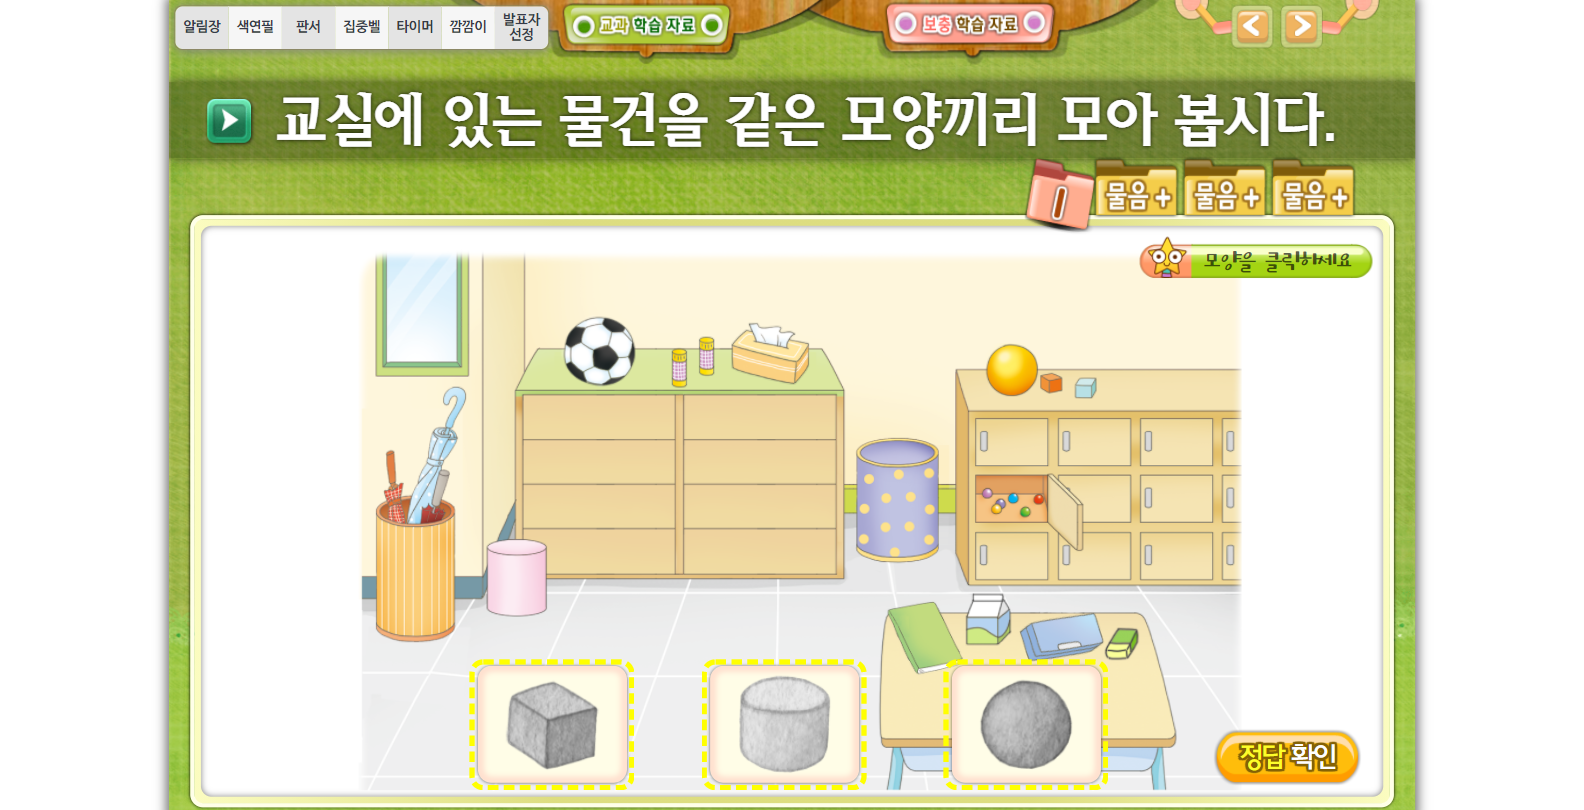 알림장 색연필 판서 집중벨 타이머 깜깜이 발표자 선정
교과 학습 자료
보충 학습 자료
교실에 있는 물건을 같은 모양끼리 모아 봅시다.
1 물음+ 물음+ 물음+
모양을 클릭하세요
정답 확인